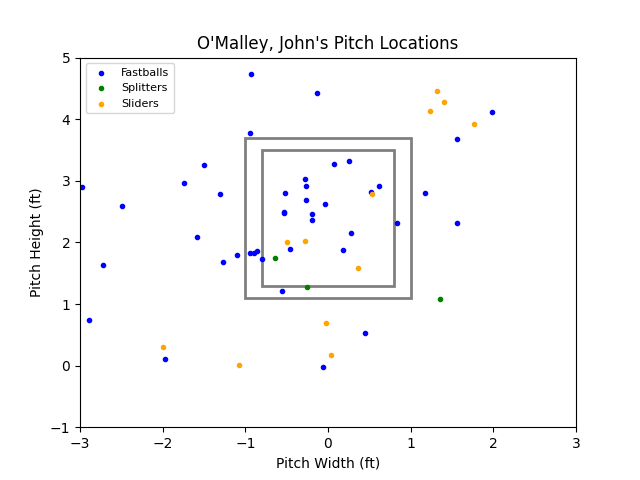 O'Malley, John's Pitch Locations
Fastballs
Splitters
Sliders
Pitch Height (ft)
5
4
3
2
1
0
−1
−3
−2
−1
0
1
2
3
Pitch Width (ft)